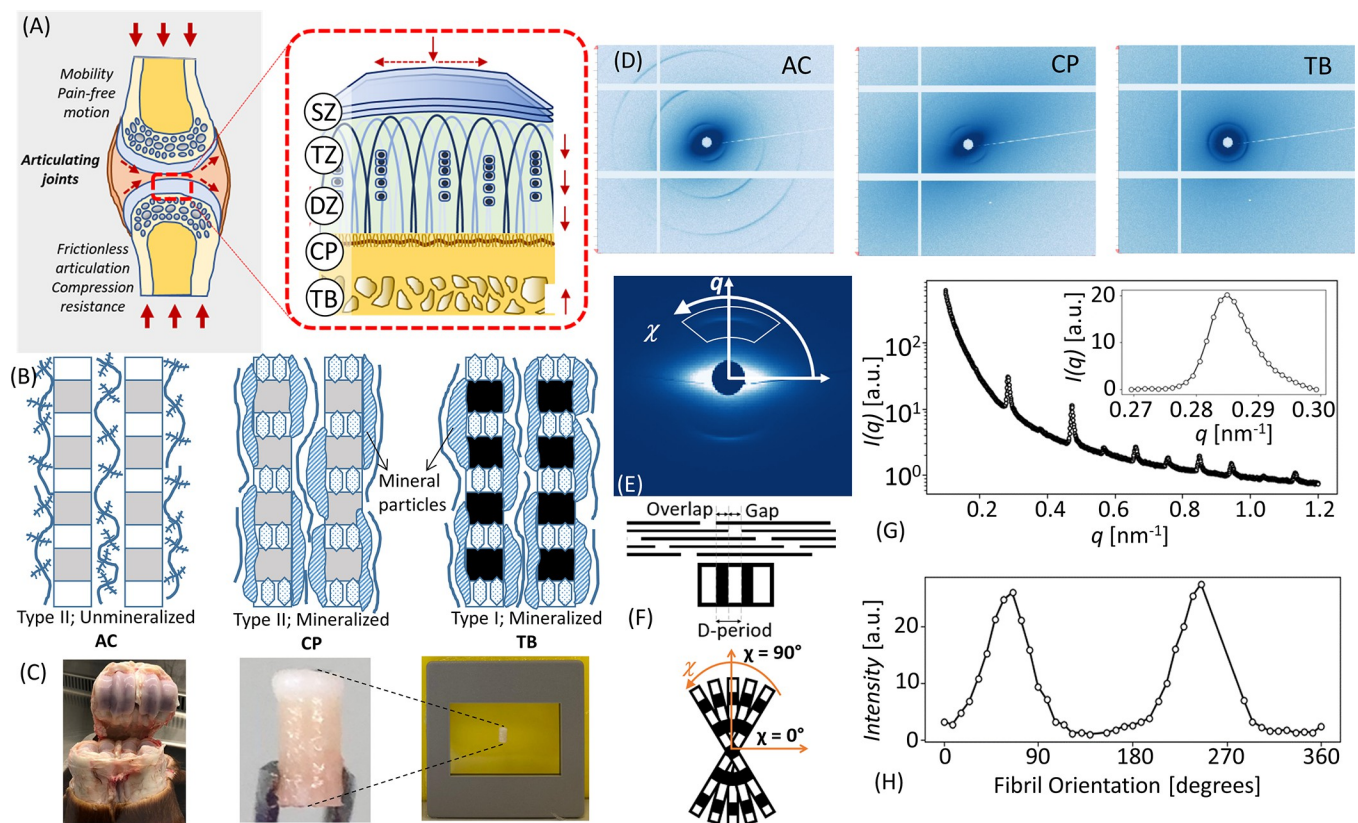 (A)
Mobility
Pain-free
motion
Articulating
joints
Frictionless
articulation
Compression
resistance
SZ
TZ
DZ
CP
TB
(B)
Mineral
particles
Type II; Unmineralized
AC
Type II; Mineralized
CP
Type I; Mineralized
TB
(C)
(D)
AC
CP
TB
q
χ
(E)
Overlap
Gap
D-period
(F)
χ
χ = 90°
χ = 0°
I(q) [a.u.]
10²
10¹
10⁰
0.2 0.4 0.6 0.8 1.0 1.2
q [nm⁻¹]
I(q) [a.u.]
20
10
0
0.27 0.28 0.29 0.30
q [nm⁻¹]
(G)
Intensity [a.u.]
20
10
0
0 90 180 270 360
Fibril Orientation [degrees]
(H)